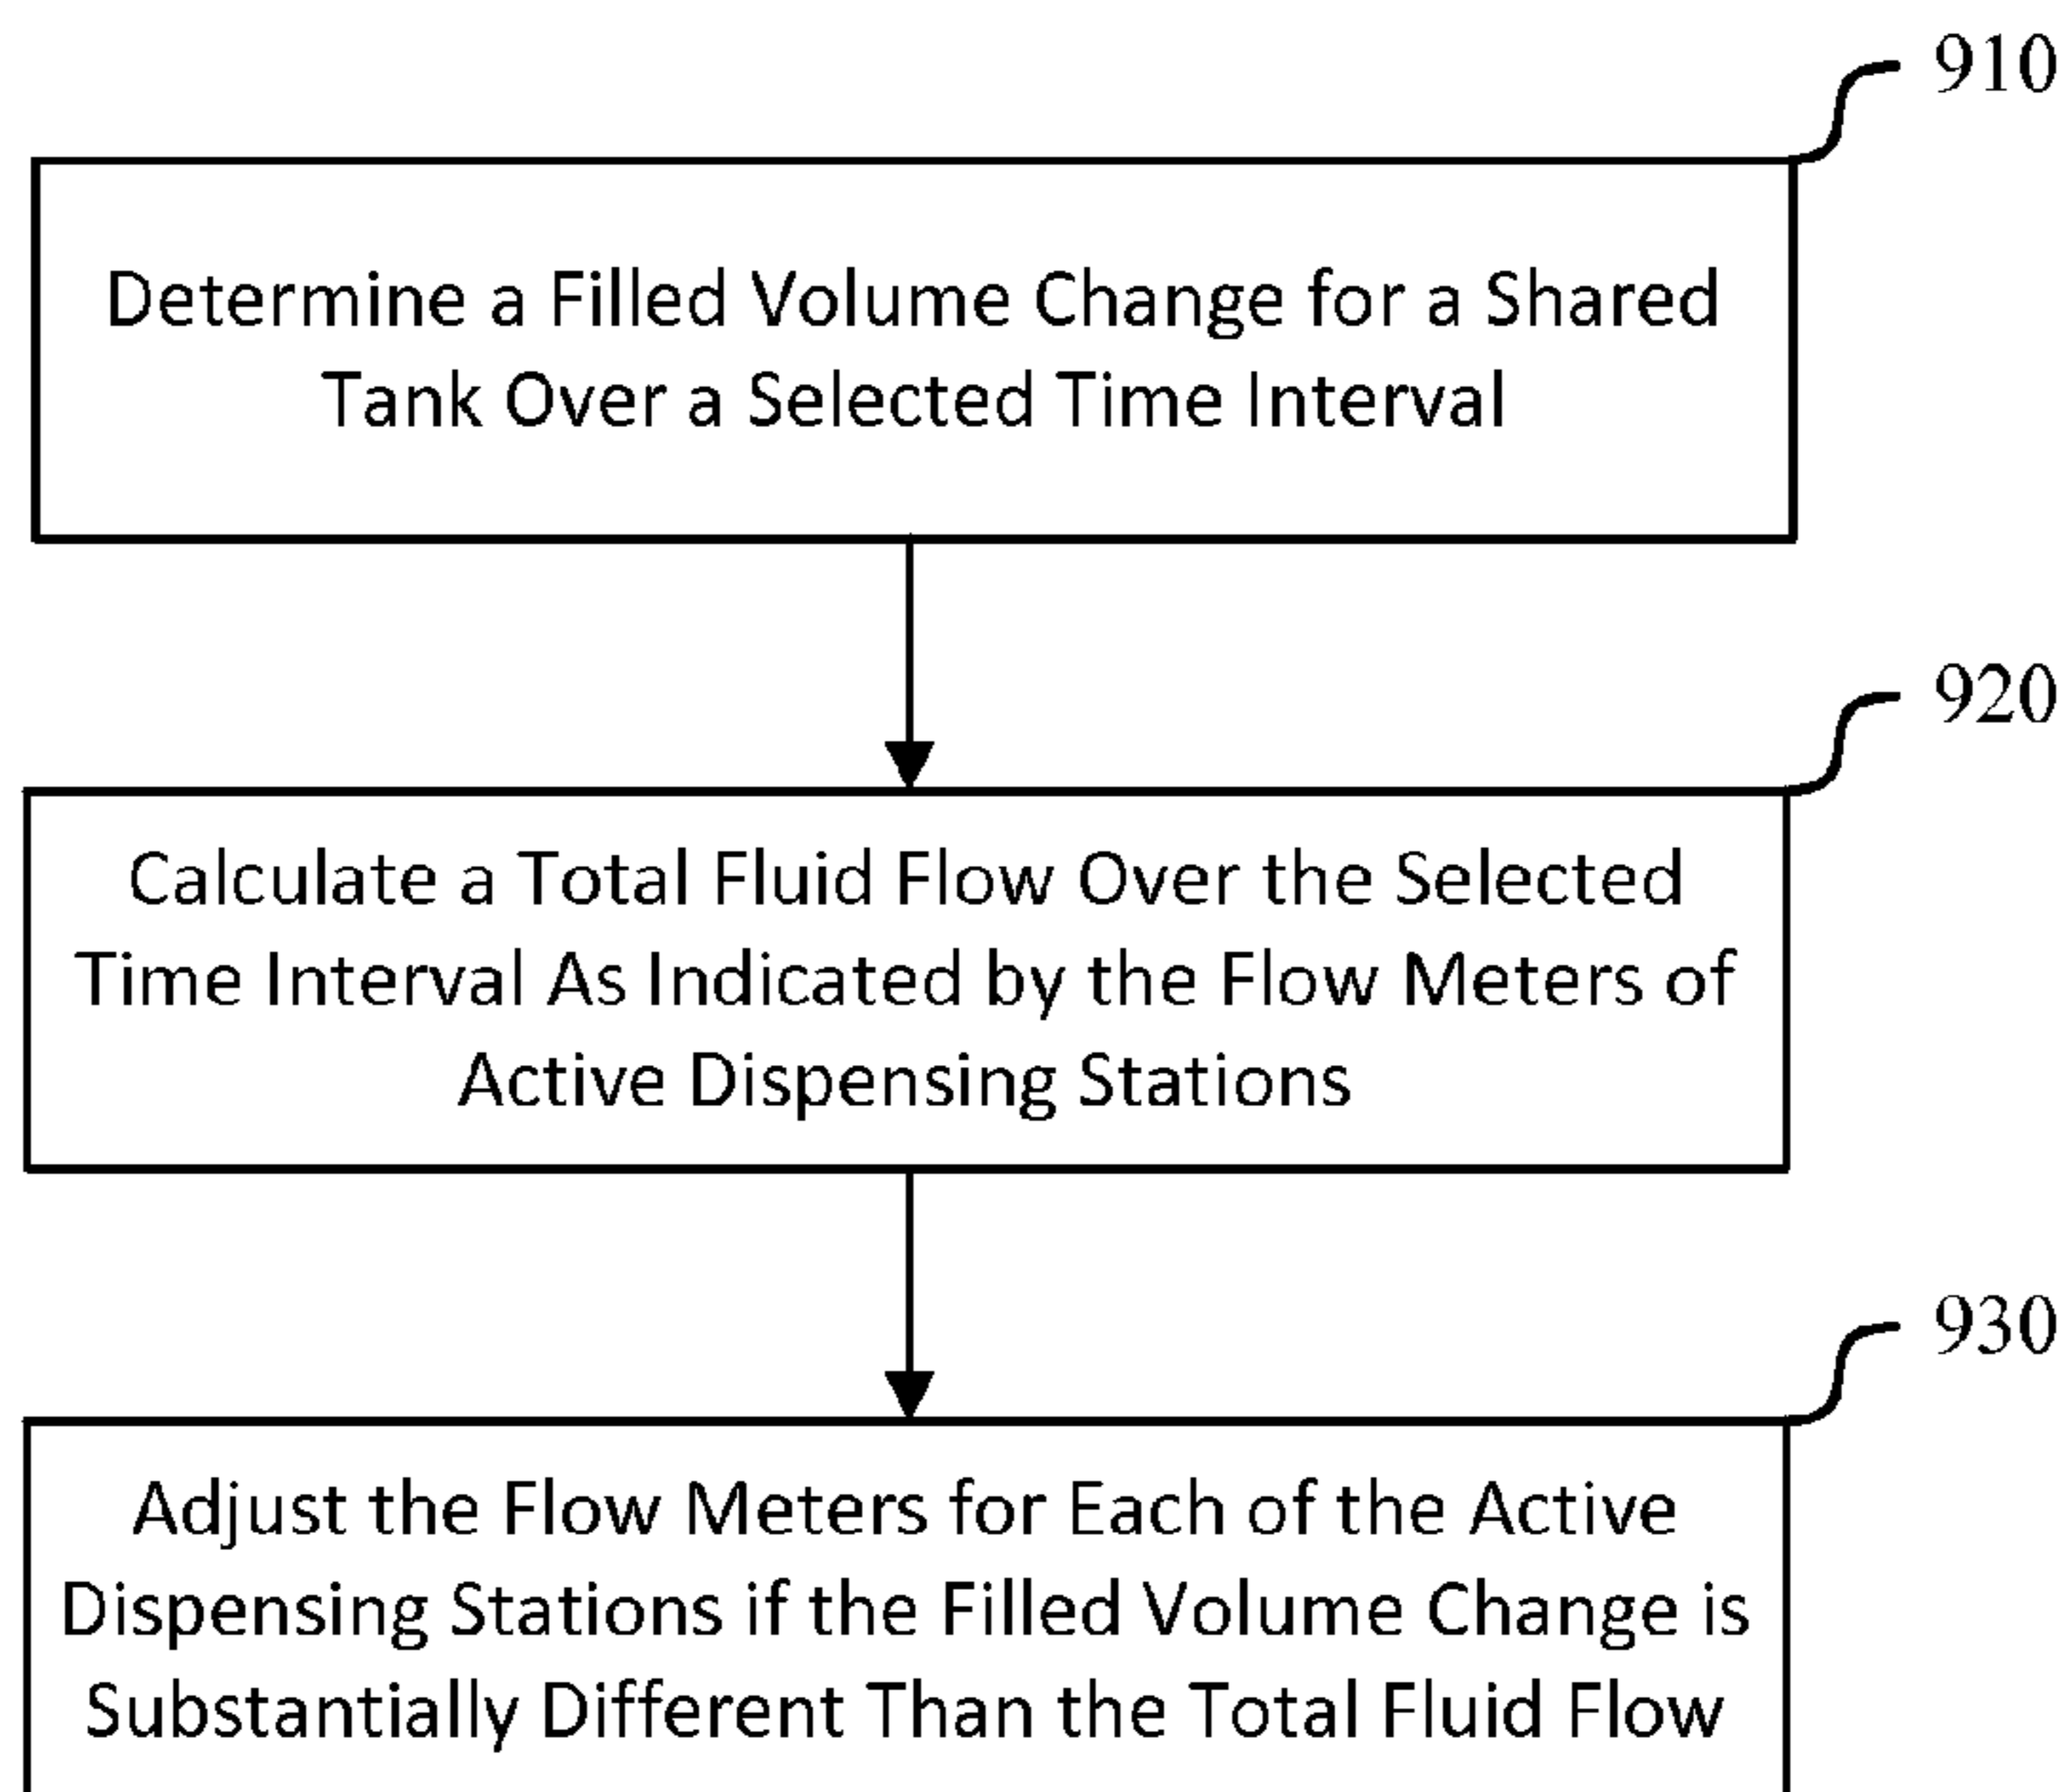 910
Determine a Filled Volume Change for a Shared
Tank Over a Selected Time Interval
920
Calculate a Total Fluid Flow Over the Selected
Time Interval As Indicated by the Flow Meters of
Active Dispensing Stations
930
Adjust the Flow Meters for Each of the Active
Dispensing Stations if the Filled Volume Change is
Substantially Different Than the Total Fluid Flow